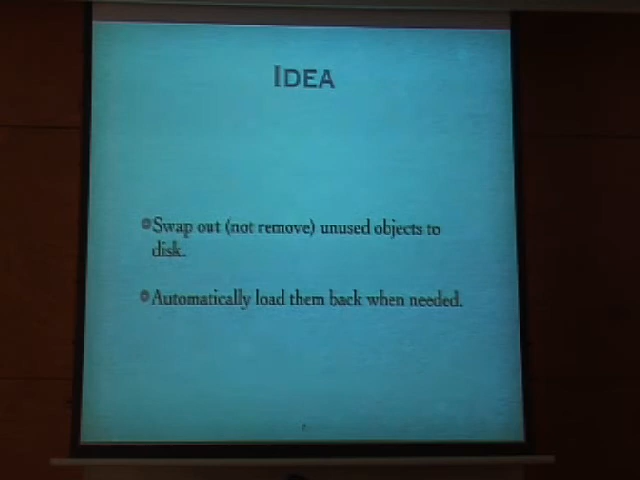 IDEA
Swap out (not remove) unused objects to
disk.
Automatically load them back when needed.